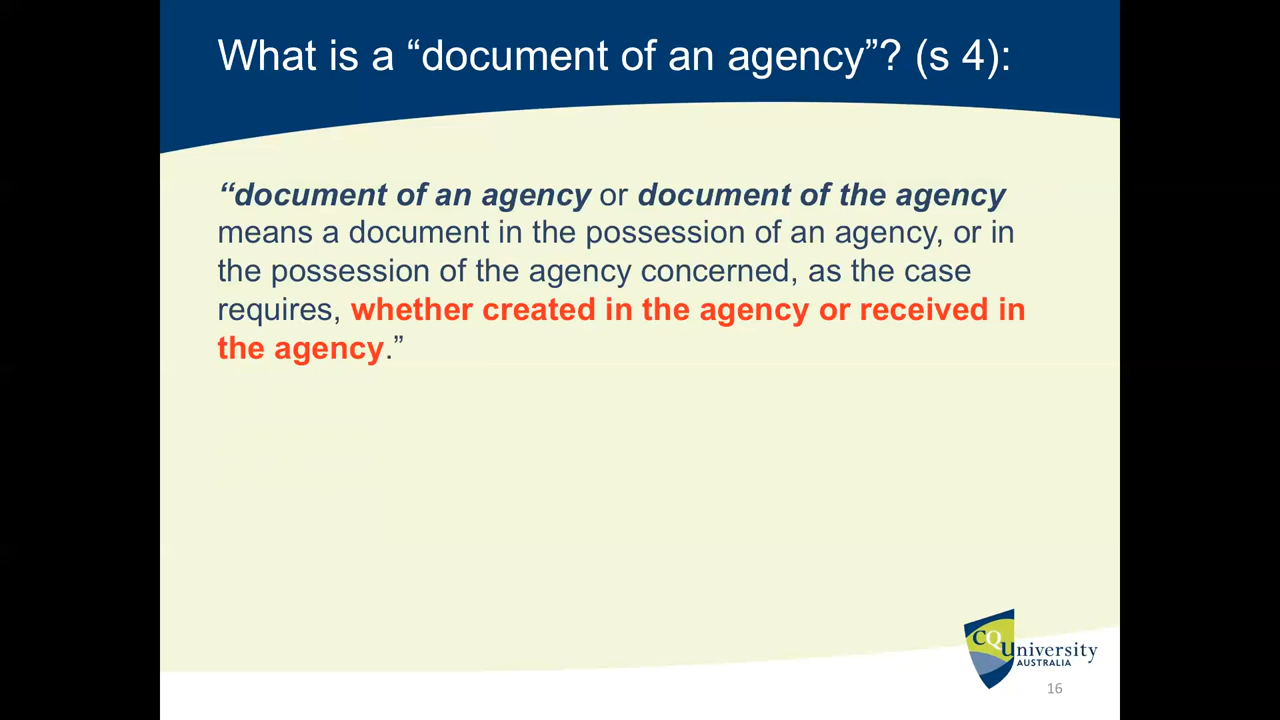 What is a “document of an agency”? (s 4):
“document of an agency or document of the agency
means a document in the possession of an agency, or in
the possession of the agency concerned, as the case
requires, whether created in the agency or received in
the agency.”
CQUniversity
AUSTRALIA
16